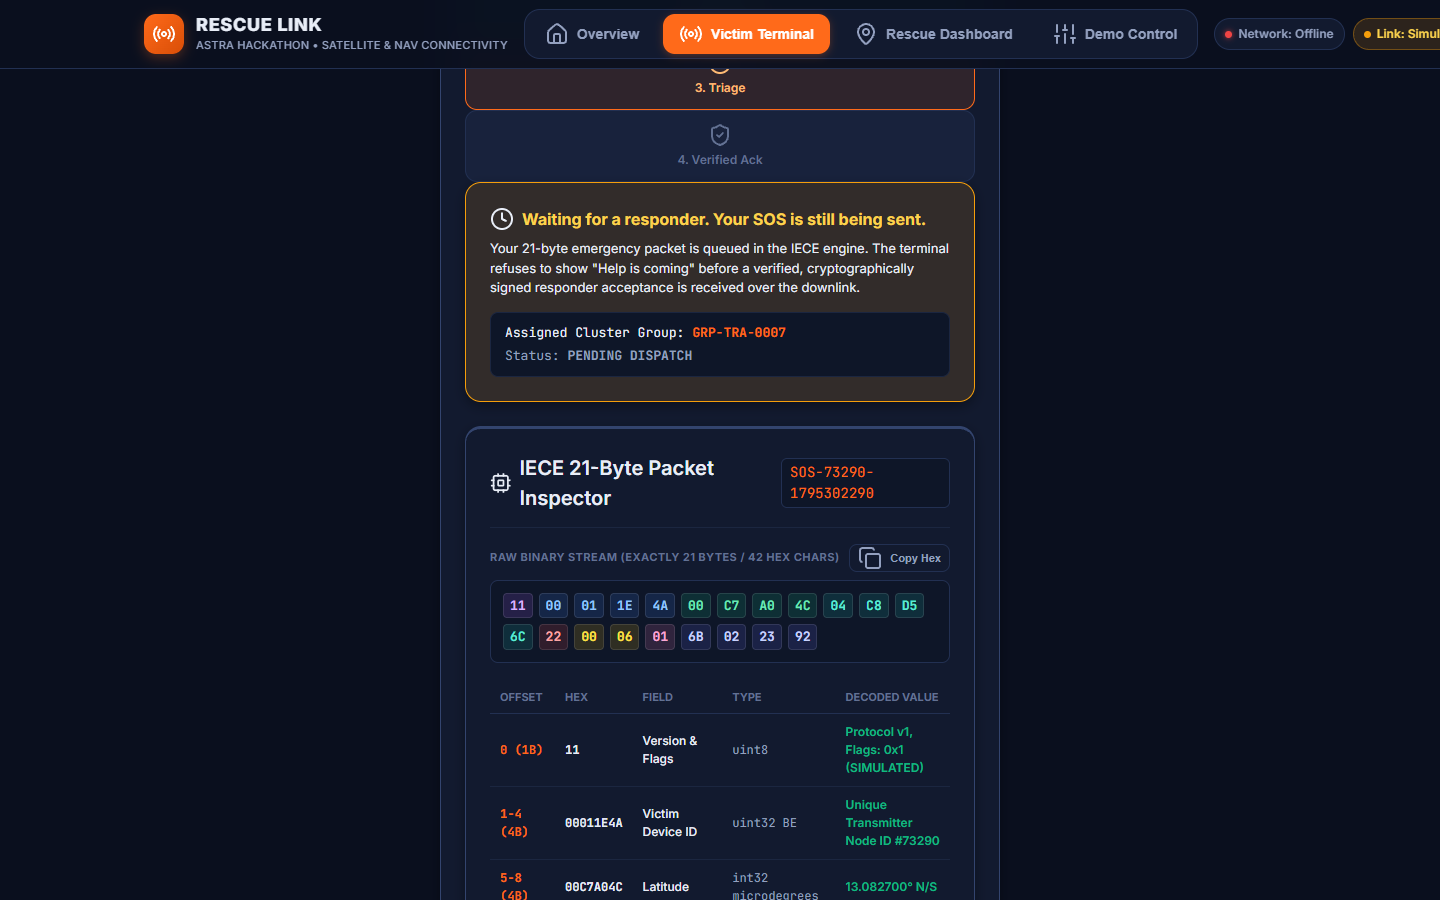 RESCUE LINK
ASTRA HACKATHON • SATELLITE & NAV CONNECTIVITY
Overview
Victim Terminal
Rescue Dashboard
Demo Control
Network: Offline
Link: Simul
3. Triage
4. Verified Ack
Waiting for a responder. Your SOS is still being sent.
Your 21-byte emergency packet is queued in the IECE engine. The terminal
refuses to show "Help is coming" before a verified, cryptographically
signed responder acceptance is received over the downlink.
Assigned Cluster Group: GRP-TRA-0007
Status: PENDING DISPATCH
IECE 21-Byte Packet
Inspector
SOS-73290-
1795302290
RAW BINARY STREAM (EXACTLY 21 BYTES / 42 HEX CHARS)
Copy Hex
11 00 01 1E 4A 00 C7 A0 4C 04 C8 D5
6C 22 00 06 01 6B 02 23 92
OFFSET HEX FIELD TYPE DECODED VALUE
0 (1B) 11 Version & Flags uint8 Protocol v1, Flags: 0x1 (SIMULATED)
1-4 (4B) 00011E4A Victim Device ID uint32 BE Unique Transmitter Node ID #73290
5-8 (4B) 00C7A04C Latitude int32 microdegrees 13.082700° N/S